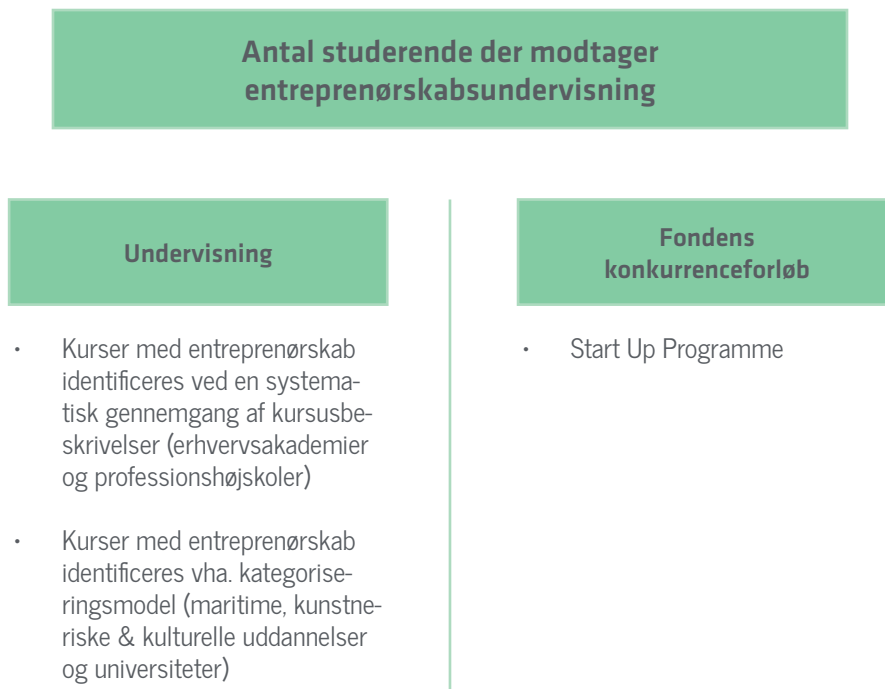 Antal studerende der modtager
entreprenørskabsundervisning
Undervisning
• Kurser med entreprenørskab
identificeres ved en systema-
tisk gennemgang af kursusbe-
skrivelser (erhvervsakademier
og professionshøjskoler)
• Kurser med entreprenørskab
identificeres vha. kategorise-
ringsmodel (maritime, kunstne-
riske & kulturelle uddannelser
og universiteter)
Fondens
konkurrenceforløb
• Start Up Programme